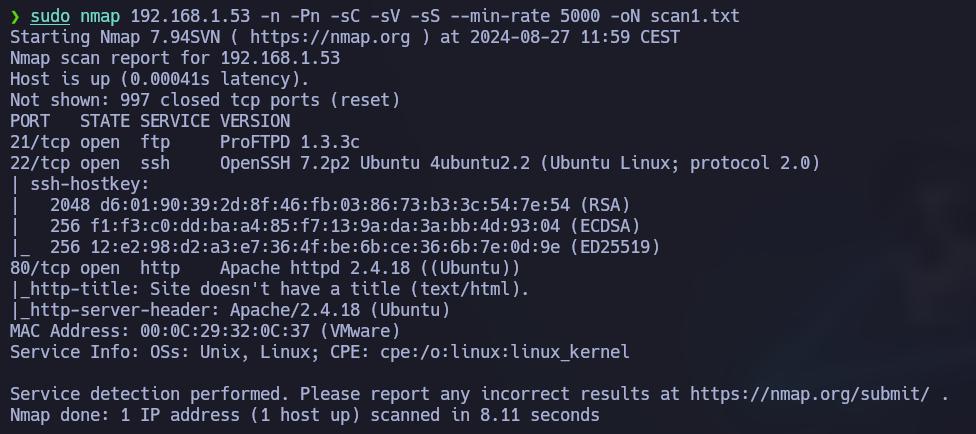 ❯ sudo nmap 192.168.1.53 -n -Pn -sC -sV -sS --min-rate 5000 -oN scan1.txt
Starting Nmap 7.94SVN ( https://nmap.org ) at 2024-08-27 11:59 CEST
Nmap scan report for 192.168.1.53
Host is up (0.00041s latency).
Not shown: 997 closed tcp ports (reset)
PORT   STATE SERVICE VERSION
21/tcp open  ftp     ProFTPD 1.3.3c
22/tcp open  ssh     OpenSSH 7.2p2 Ubuntu 4ubuntu2.2 (Ubuntu Linux; protocol 2.0)
| ssh-hostkey:
|   2048 d6:01:90:39:2d:8f:46:fb:03:86:73:b3:3c:54:7e:54 (RSA)
|   256 f1:f3:c0:dd:ba:a4:85:f7:13:9a:da:3a:bb:4d:93:04 (ECDSA)
|_  256 12:e2:98:d2:a3:e7:36:4f:be:6b:ce:36:6b:7e:0d:9e (ED25519)
80/tcp open  http    Apache httpd 2.4.18 ((Ubuntu))
|_http-title: Site doesn't have a title (text/html).
|_http-server-header: Apache/2.4.18 (Ubuntu)
MAC Address: 00:0C:29:32:0C:37 (VMware)
Service Info: OSs: Unix, Linux; CPE: cpe:/o:linux:linux_kernel

Service detection performed. Please report any incorrect results at https://nmap.org/submit/ .
Nmap done: 1 IP address (1 host up) scanned in 8.11 seconds